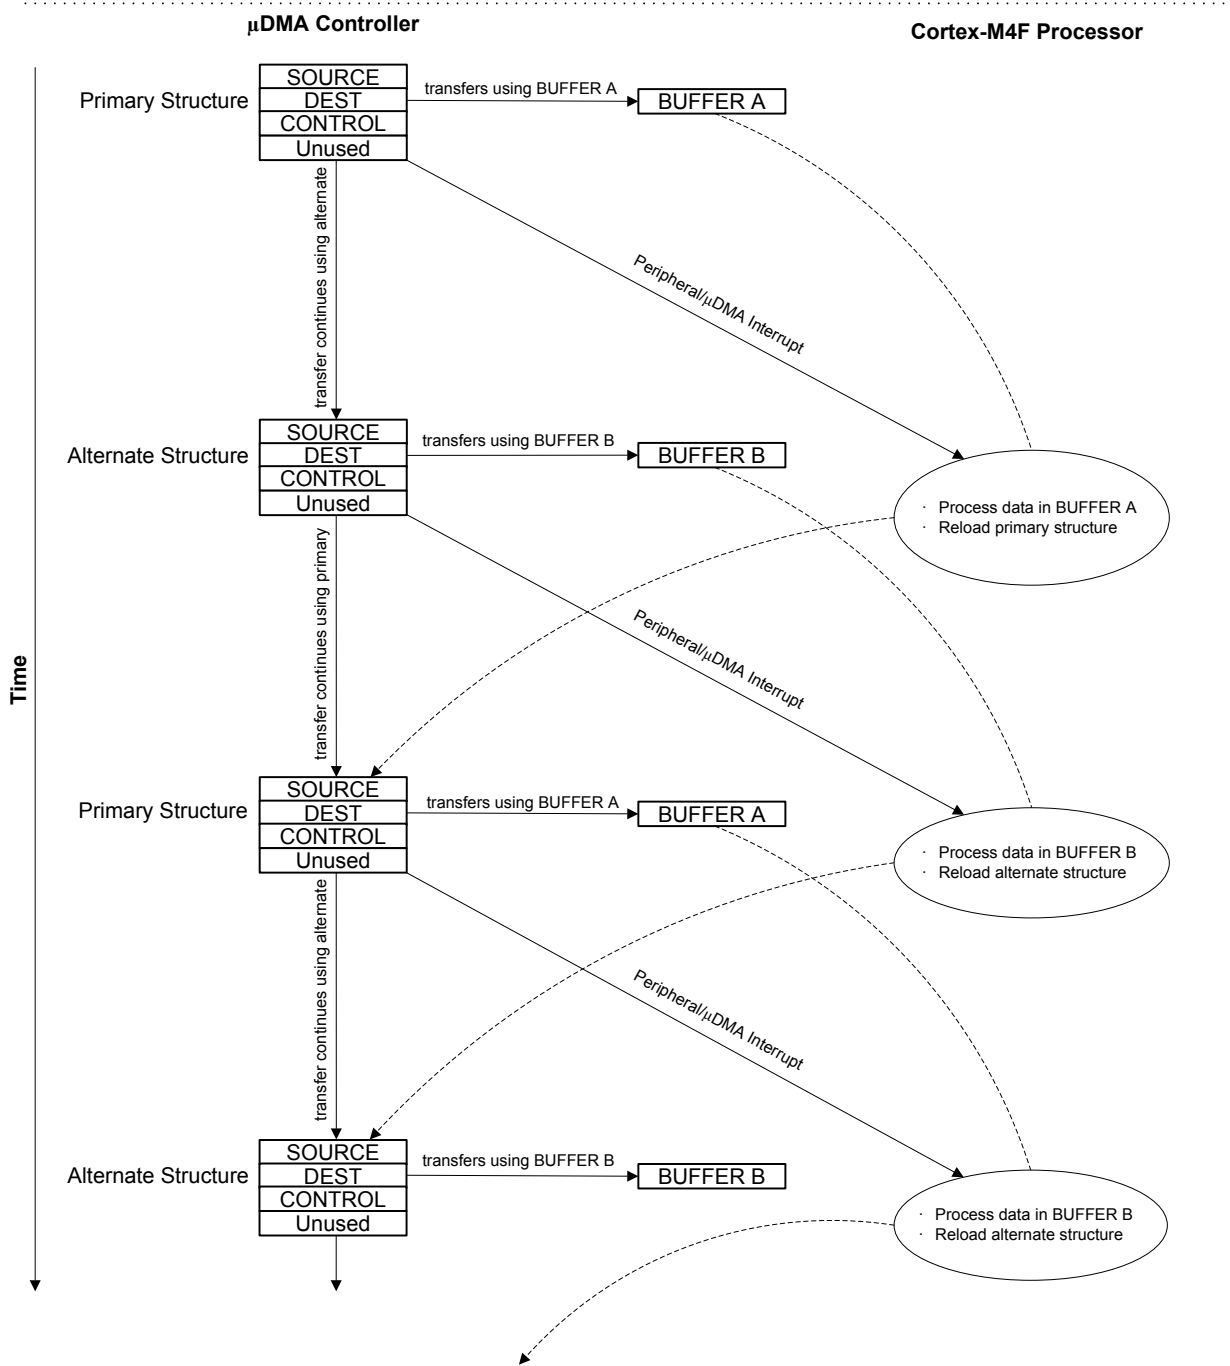 µDMA Controller
Cortex-M4F Processor
Primary Structure
SOURCE
DEST
CONTROL
Unused
transfers using BUFFER A
BUFFER A
transfer continues using alternate
Peripheral/µDMA Interrupt
Alternate Structure
SOURCE
DEST
CONTROL
Unused
transfers using BUFFER B
BUFFER B
· Process data in BUFFER A
· Reload primary structure
transfer continues using primary
Peripheral/µDMA Interrupt
Time
Primary Structure
SOURCE
DEST
CONTROL
Unused
transfers using BUFFER A
BUFFER A
· Process data in BUFFER B
· Reload alternate structure
transfer continues using alternate
Peripheral/µDMA Interrupt
Alternate Structure
SOURCE
DEST
CONTROL
Unused
transfers using BUFFER B
BUFFER B
· Process data in BUFFER B
· Reload alternate structure